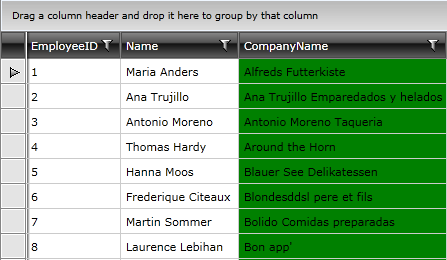 Drag a column header and drop it here to group by that column
EmployeeID Name CompanyName
1 Maria Anders Alfreds Futterkiste
2 Ana Trujillo Ana Trujillo Emparedados y helados
3 Antonio Moreno Antonio Moreno Taqueria
4 Thomas Hardy Around the Horn
5 Hanna Moos Blauer See Delikatessen
6 Frederique Citeaux Blondesddsl pere et fils
7 Martin Sommer Bolido Comidas preparadas
8 Laurence Lebihan Bon app'